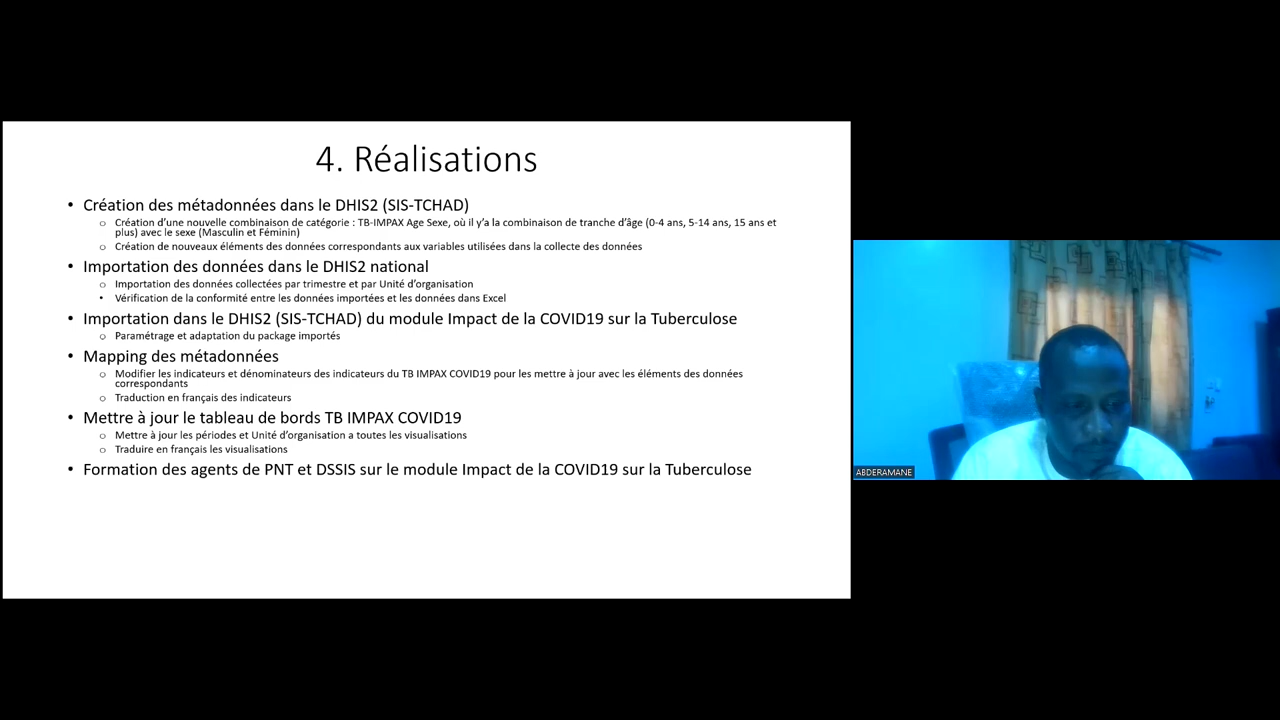 4. Réalisations
• Création des métadonnées dans le DHIS2 (SIS-TCHAD)
o Création d'une nouvelle combinaison de catégorie : TB-IMPAX Age Sexe, où il y'a la combinaison de tranche d'âge (0-4 ans, 5-14 ans, 15 ans et
plus) avec le sexe (Masculin et Féminin)
o Création de nouveaux éléments des données correspondants aux variables utilisées dans la collecte des données
• Importation des données dans le DHIS2 national
o Importation des données collectées par trimestre et par Unité d'organisation
• Vérification de la conformité entre les données importées et les données dans Excel
• Importation dans le DHIS2 (SIS-TCHAD) du module Impact de la COVID19 sur la Tuberculose
o Paramétrage et adaptation du package importés
• Mapping des métadonnées
o Modifier les indicateurs et dénominateurs des indicateurs du TB IMPAX COVID19 pour les mettre à jour avec les éléments des données
correspondants
o Traduction en français des indicateurs
• Mettre à jour le tableau de bords TB IMPAX COVID19
o Mettre à jour les périodes et Unité d'organisation a toutes les visualisations
o Traduire en français les visualisations
• Formation des agents de PNT et DSSIS sur le module Impact de la COVID19 sur la Tuberculose
ABDERAMANE